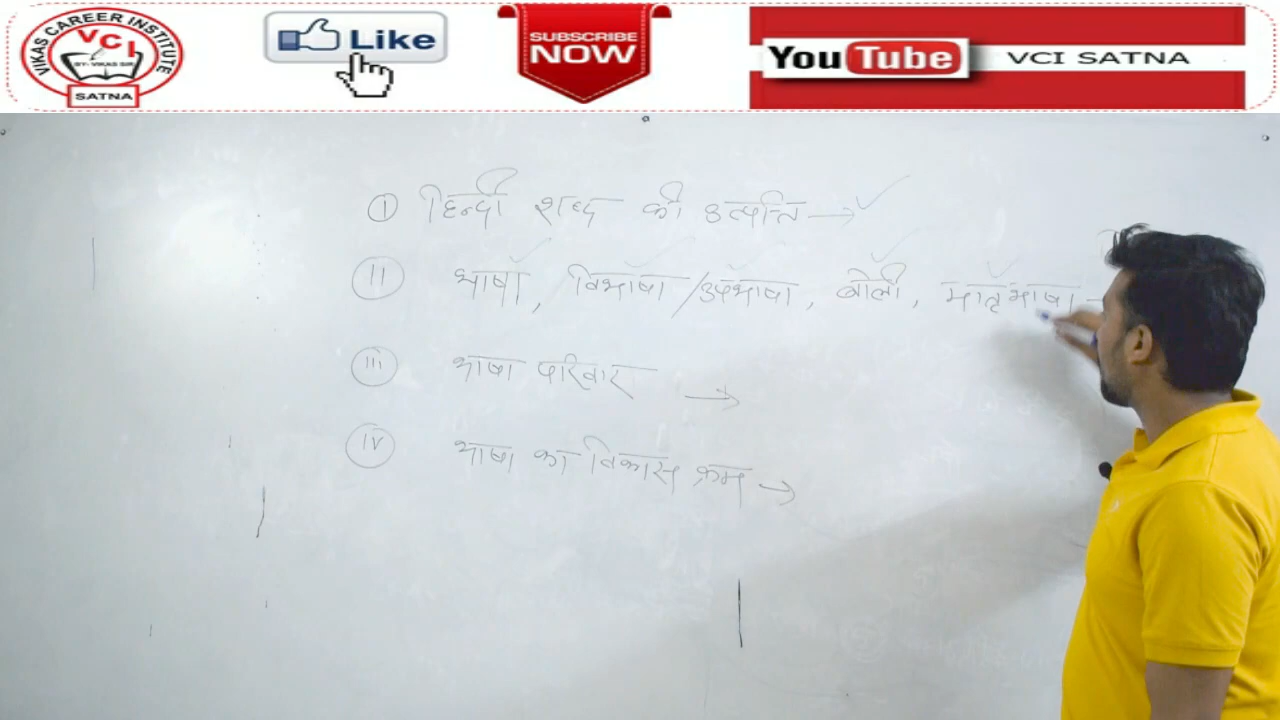 VIKAS CAREER INSTITUTE
VCI
BY- VIKAS SIR
SATNA
Like
SUBSCRIBE
NOW
YouTube VCI SATNA
① हिन्दी शब्द की उत्पत्ति →
II भाषा, विभाषा/उपभाषा, बोली, मातृभाषा -
III भाषा परिवार →
IV भाषा का विकास क्रम →